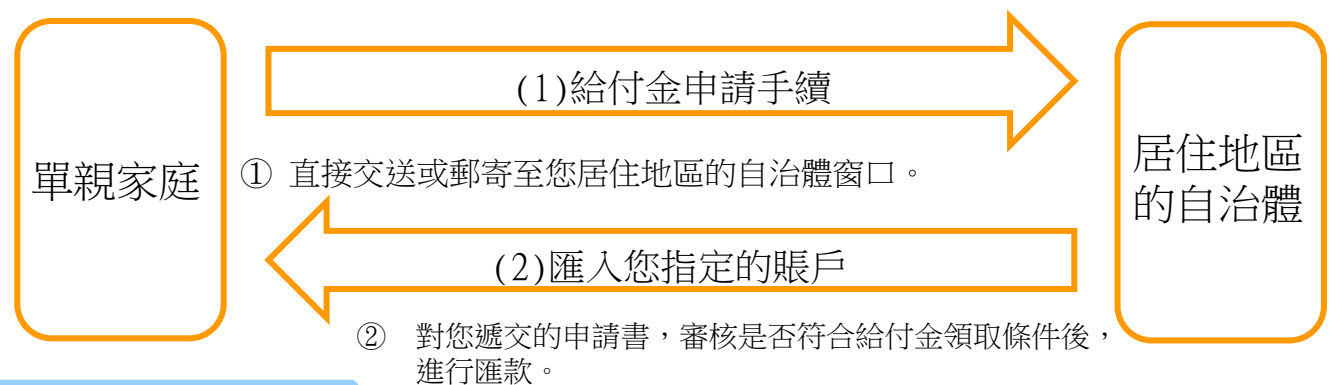 (1)給付金申請手續
單親家庭
① 直接交送或郵寄至您居住地區的自治體窗口。
居住地區
的自治體
(2)匯入您指定的賬戶
② 對您遞交的申請書，審核是否符合給付金領取條件後，
進行匯款。